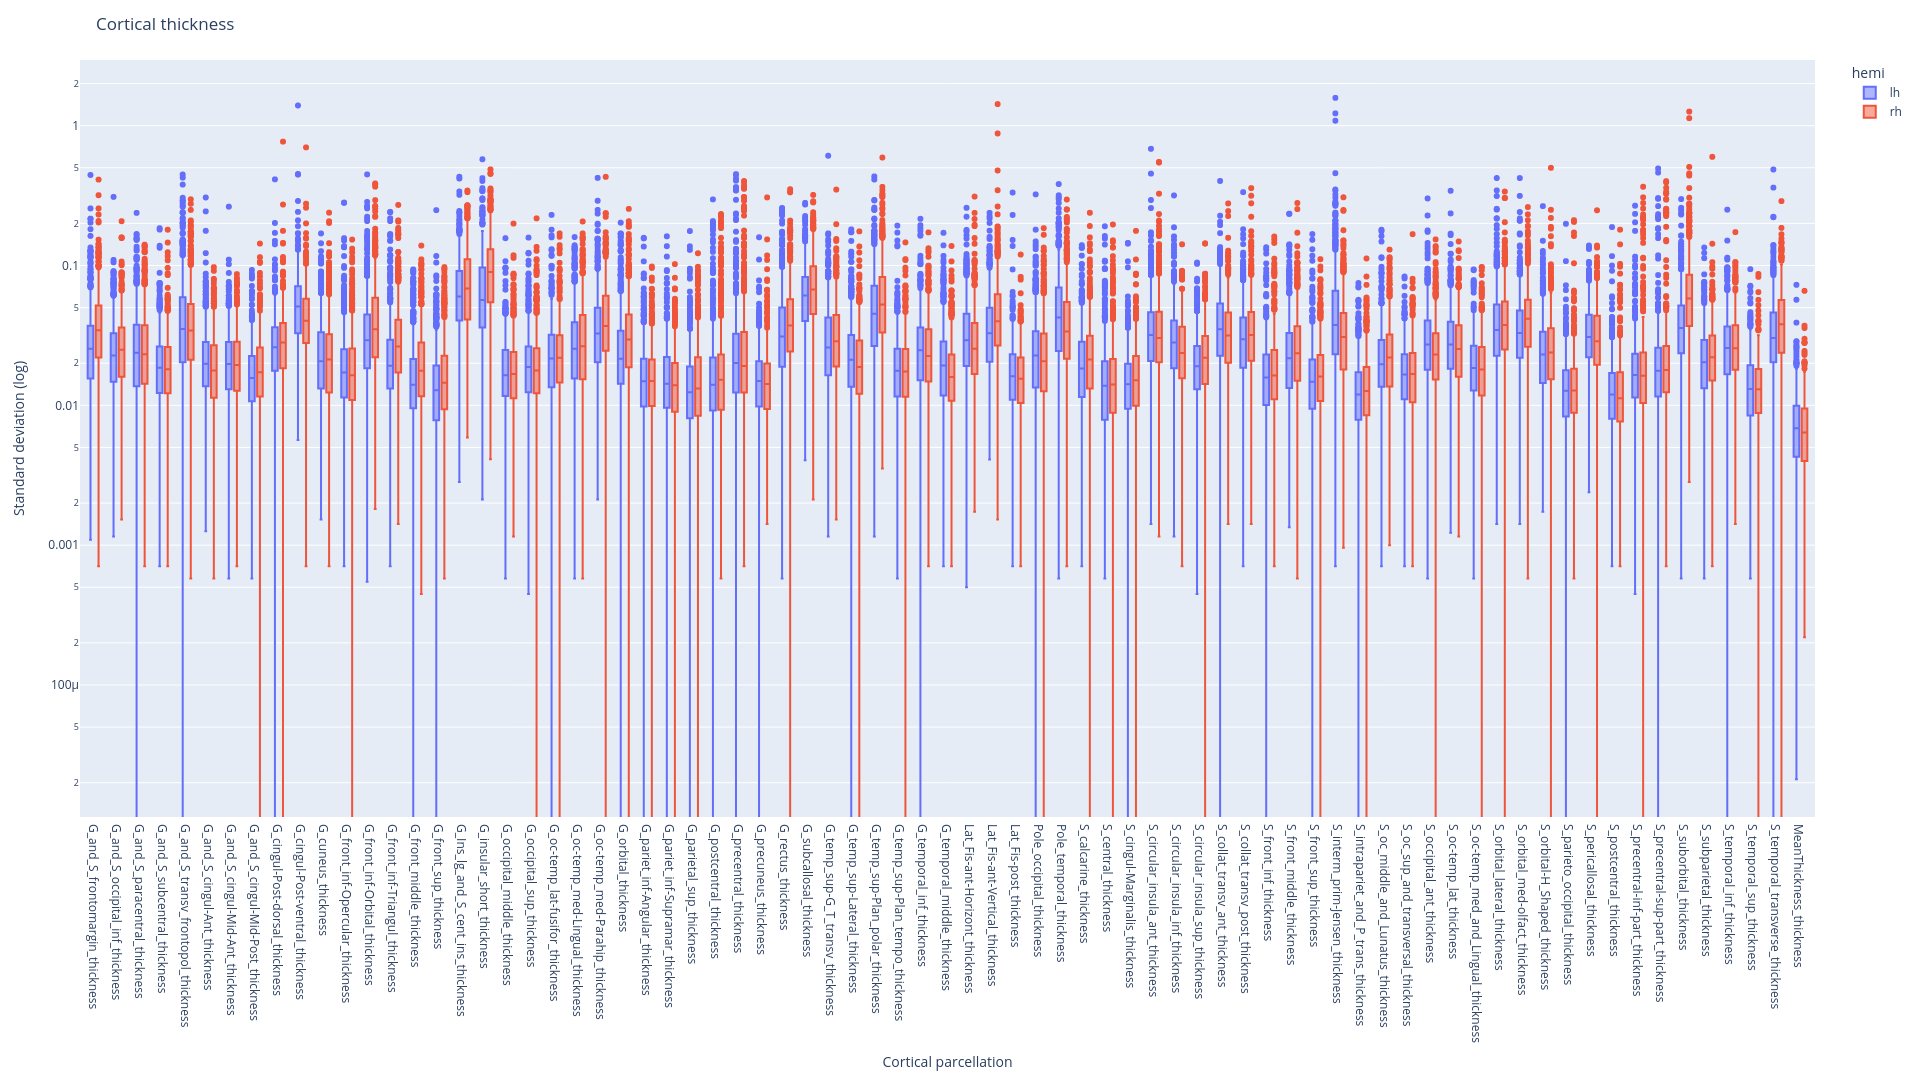 Cortical thickness
hemi
lh
rh
2
1
5
2
0.1
5
2
0.01
5
2
0.001
5
2
100μ
5
2
Standard deviation (log)
G_and_S_frontomargin_thickness
G_and_S_occipital_inf_thickness
G_and_S_paracentral_thickness
G_and_S_subcentral_thickness
G_and_S_transv_frontopol_thickness
G_and_S_cingul-Ant_thickness
G_and_S_cingul-Mid-Ant_thickness
G_and_S_cingul-Mid-Post_thickness
G_cingul-Post-dorsal_thickness
G_cingul-Post-ventral_thickness
G_cuneus_thickness
G_front_inf-Opercular_thickness
G_front_inf-Orbital_thickness
G_front_inf-Triangul_thickness
G_front_middle_thickness
G_front_sup_thickness
G_Ins_lg_and_S_cent_ins_thickness
G_insular_short_thickness
G_occipital_middle_thickness
G_occipital_sup_thickness
G_oc-temp_lat-fusifor_thickness
G_oc-temp_med-Lingual_thickness
G_oc-temp_med-Parahip_thickness
G_orbital_thickness
G_pariet_inf-Angular_thickness
G_pariet_inf-Supramar_thickness
G_parietal_sup_thickness
G_postcentral_thickness
G_precentral_thickness
G_precuneus_thickness
G_rectus_thickness
G_subcallosal_thickness
G_temp_sup-G_T_transv_thickness
G_temp_sup-Lateral_thickness
G_temp_sup-Plan_polar_thickness
G_temp_sup-Plan_tempo_thickness
G_temporal_inf_thickness
G_temporal_middle_thickness
Lat_Fis-ant-Horizont_thickness
Lat_Fis-ant-Vertical_thickness
Lat_Fis-post_thickness
Pole_occipital_thickness
Pole_temporal_thickness
S_calcarine_thickness
S_central_thickness
S_cingul-Marginalis_thickness
S_circular_insula_ant_thickness
S_circular_insula_inf_thickness
S_circular_insula_sup_thickness
S_collat_transv_ant_thickness
S_collat_transv_post_thickness
S_front_inf_thickness
S_front_middle_thickness
S_front_sup_thickness
S_interm_prim-Jensen_thickness
S_intrapariet_and_P_trans_thickness
S_oc_middle_and_Lunatus_thickness
S_oc_sup_and_transversal_thickness
S_occipital_ant_thickness
S_oc-temp_lat_thickness
S_oc-temp_med_and_Lingual_thickness
S_orbital_lateral_thickness
S_orbital_med-olfact_thickness
S_orbital-H_Shaped_thickness
S_parieto_occipital_thickness
S_pericallosal_thickness
S_postcentral_thickness
S_precentral-inf-part_thickness
S_precentral-sup-part_thickness
S_suborbital_thickness
S_subparietal_thickness
S_temporal_inf_thickness
S_temporal_sup_thickness
S_temporal_transverse_thickness
MeanThickness_thickness
Cortical parcellation